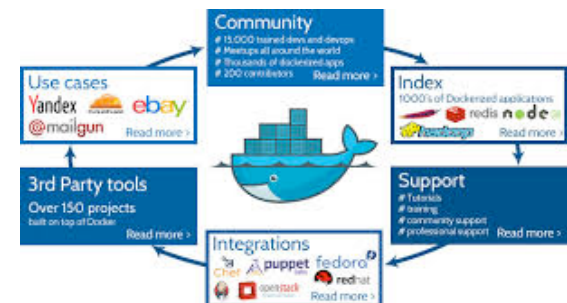 Community
# 15,000 trained devs and devops
# Meetups all around the world
# Thousands of dockerized apps
# 200 contributors
Read more ›
Use cases
Yandex
ebay
@mailgun
Read more ›
Index
1000's of Dockerized applications
redis
node
Read more ›
3rd Party tools
Over 150 projects
built on top of Docker
Read more ›
Support
# Tutorials
# training
# community support
# professional support
Read more ›
Integrations
Chef
puppet
labs
fedora
redhat
openstack
Read more ›